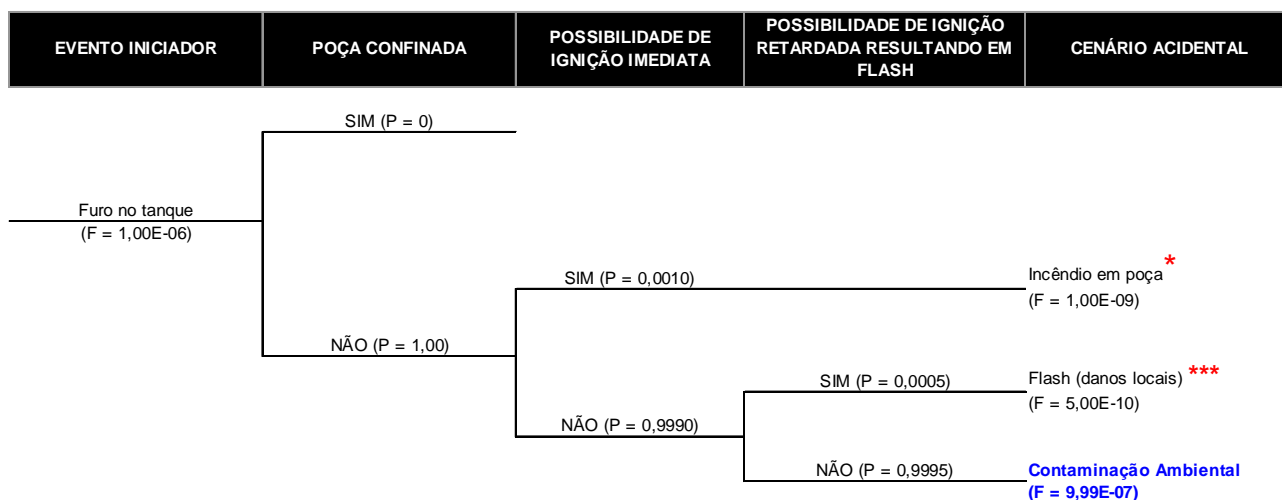 EVENTO INICIADOR
POÇA CONFINADA
POSSIBILIDADE DE
IGNIÇÃO IMEDIATA
POSSIBILIDADE DE IGNIÇÃO
RETARDADA RESULTANDO EM
FLASH
CENÁRIO ACIDENTAL
SIM (P = 0)
Furo no tanque
(F = 1,00E-06)
SIM (P = 0,0010)
Incêndio em poça *
(F = 1,00E-09)
NÃO (P = 1,00)
SIM (P = 0,0005)
Flash (danos locais) ***
(F = 5,00E-10)
NÃO (P = 0,9990)
NÃO (P = 0,9995)
Contaminação Ambiental
(F = 9,99E-07)